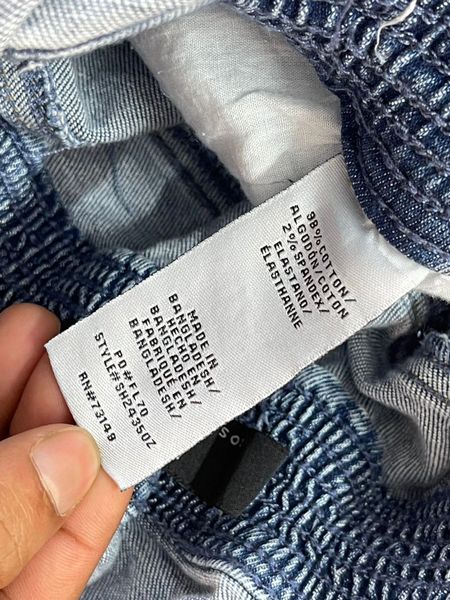 98% COTTON/
ALGODÓN/COTON
2% SPANDEX/
ELASTANO/
ÉLASTHANNE
MADE IN
BANGLADESH/
HECHO EN
BANGLADESH/
FABRIQUÉ EN
BANGLADESH/
PO#FL70
STYLE#SH24350Z
RN#73149